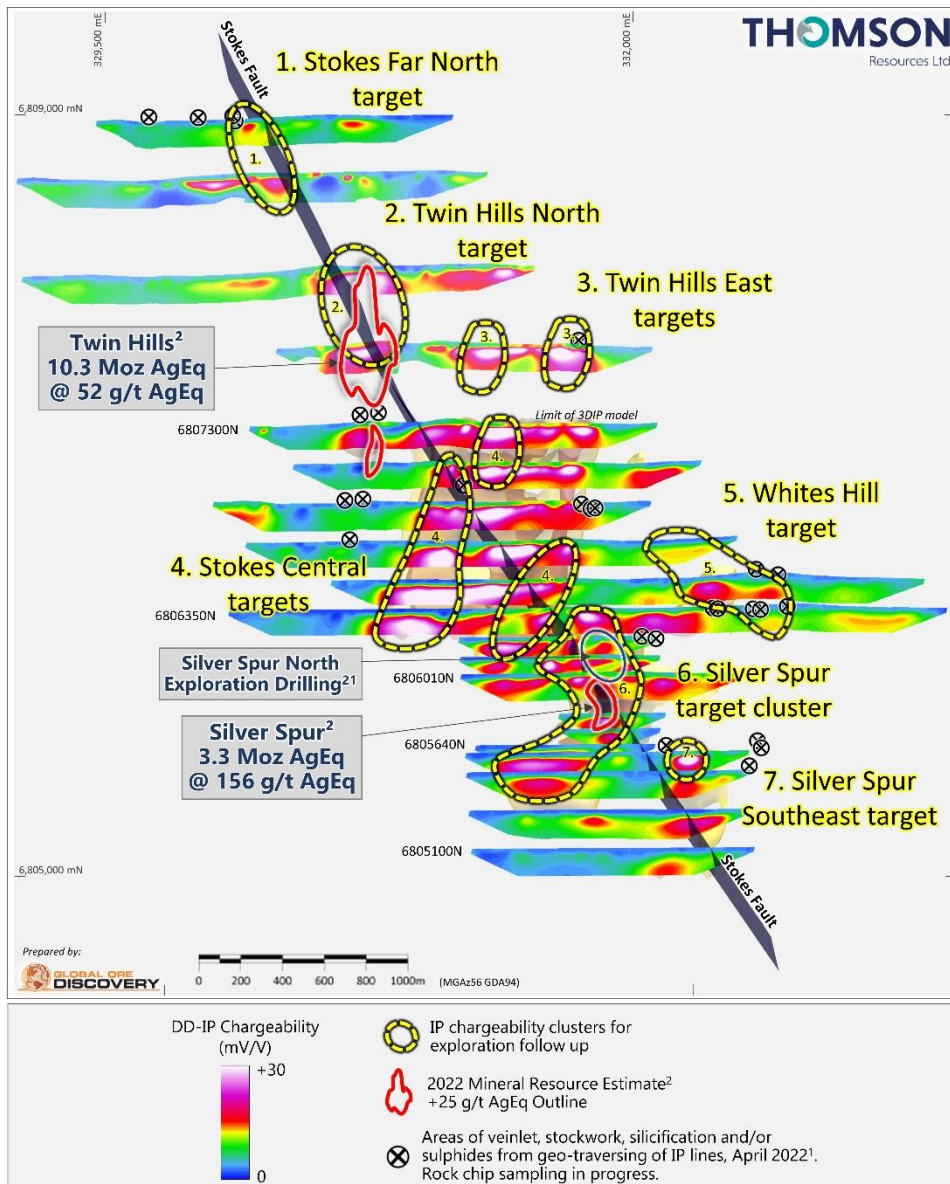 329,500 mE
332,000 mE
THOMSON
Resources Ltd
Stokes Fault
1. Stokes Far North
target
6,809,000 mN
1.
2. Twin Hills North
target
2.
3. Twin Hills East
targets
3.
3.
Twin Hills²
10.3 Moz AgEq
@ 52 g/t AgEq
Limit of 3DIP model
6807300N
4.
5. Whites Hill
target
4.
4. Stokes Central
targets
4.
5.
6806350N
Silver Spur North
Exploration Drilling²¹
6806010N
6.
6. Silver Spur
target cluster
Silver Spur²
3.3 Moz AgEq
@ 156 g/t AgEq
6805640N
7.
7. Silver Spur
Southeast target
6805100N
6,805,000 mN
Stokes Fault
Prepared by:
GLOBAL ORE
DISCOVERY
0 200 400 600 800 1000m
(MGAz56 GDA94)
DD-IP Chargeability
(mV/V)
+30
0
IP chargeability clusters for
exploration follow up
2022 Mineral Resource Estimate²
+25 g/t AgEq Outline
Areas of veinlet, stockwork, silicification and/or
sulphides from geo-traversing of IP lines, April 2022¹.
Rock chip sampling in progress.